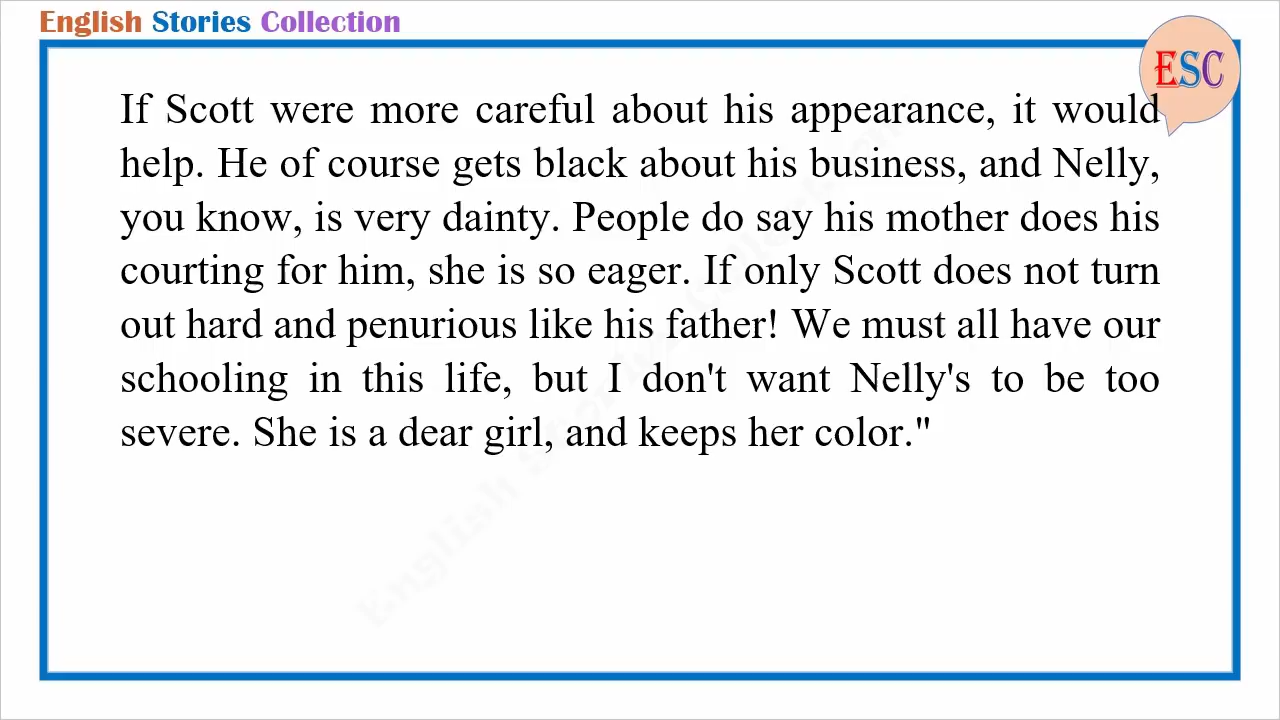 English Stories Collection
ESC
If Scott were more careful about his appearance, it would
help. He of course gets black about his business, and Nelly,
you know, is very dainty. People do say his mother does his
courting for him, she is so eager. If only Scott does not turn
out hard and penurious like his father! We must all have our
schooling in this life, but I don't want Nelly's to be too
severe. She is a dear girl, and keeps her color."
English Stories Collection